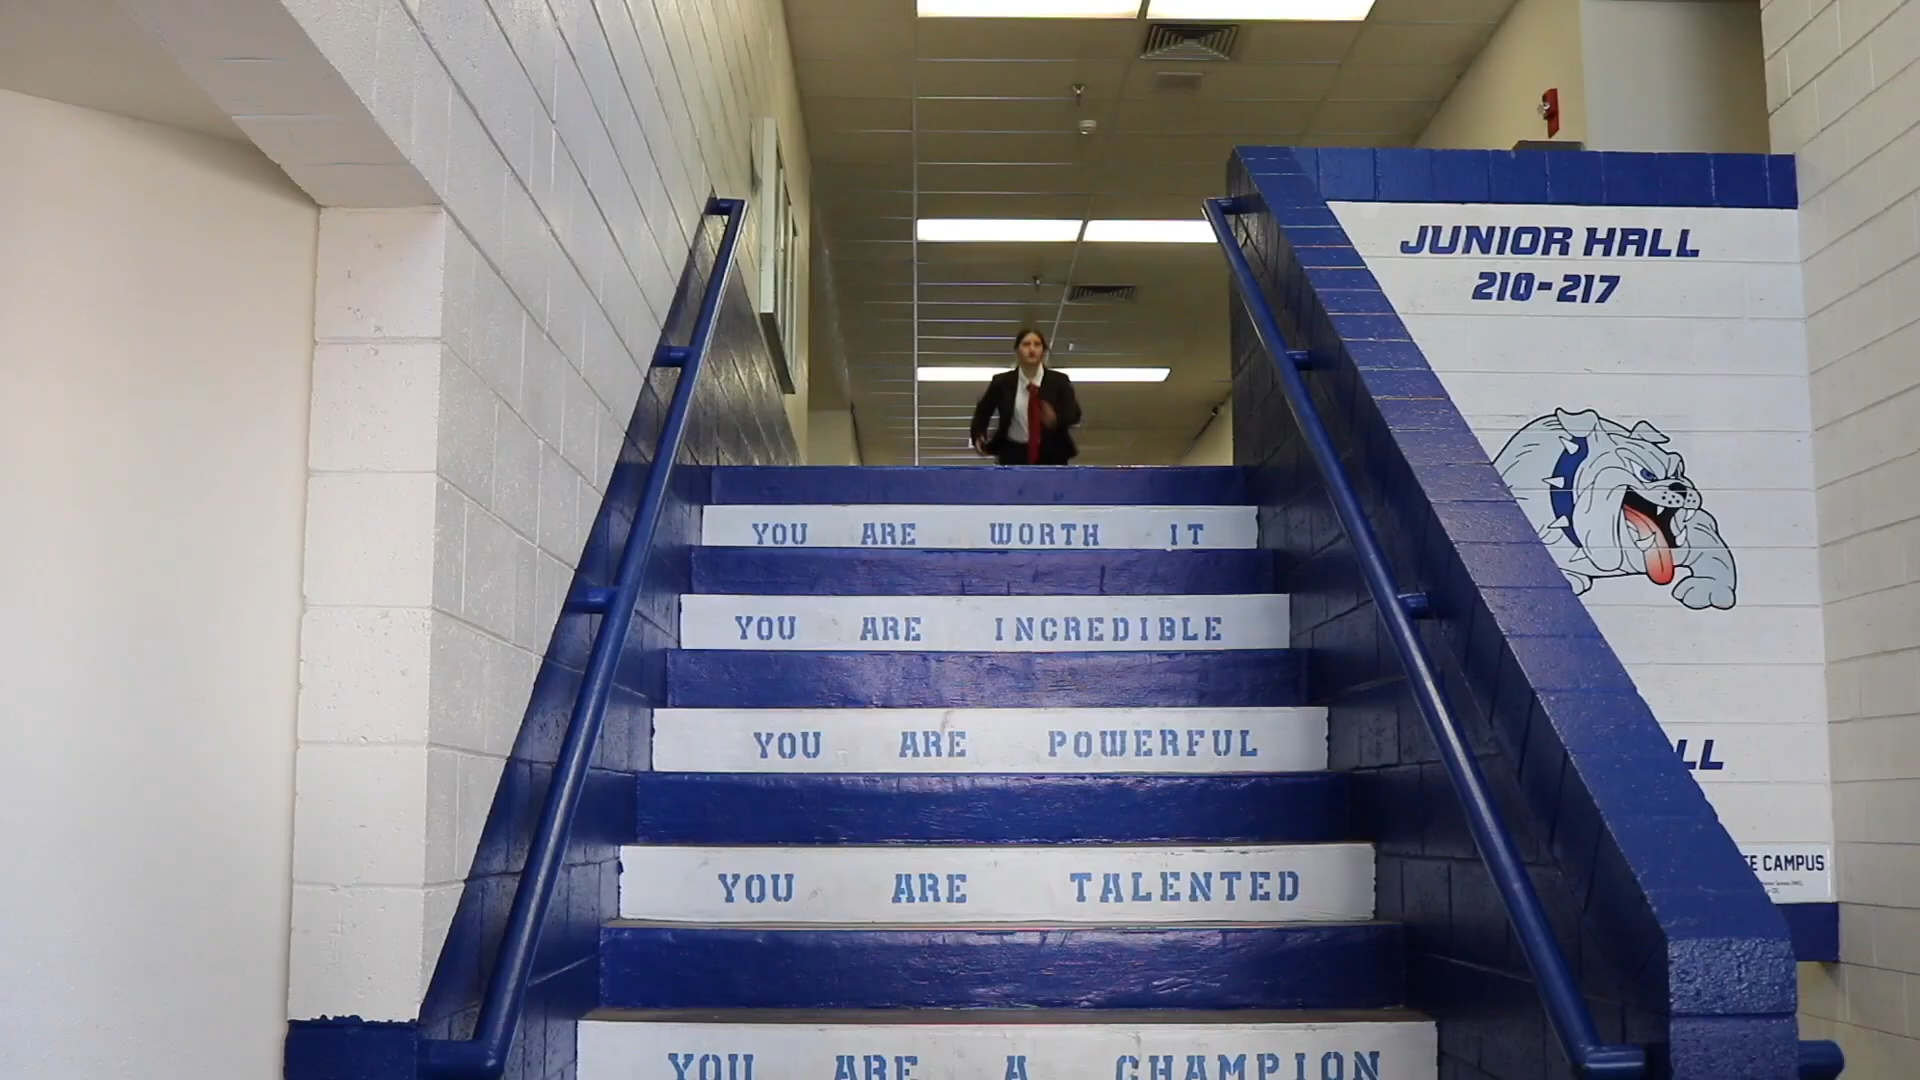 JUNIOR HALL
210-217
YOU ARE WORTH IT
YOU ARE INCREDIBLE
YOU ARE POWERFUL
YOU ARE TALENTED
YOU ARE A CHAMPION
CAMPUS